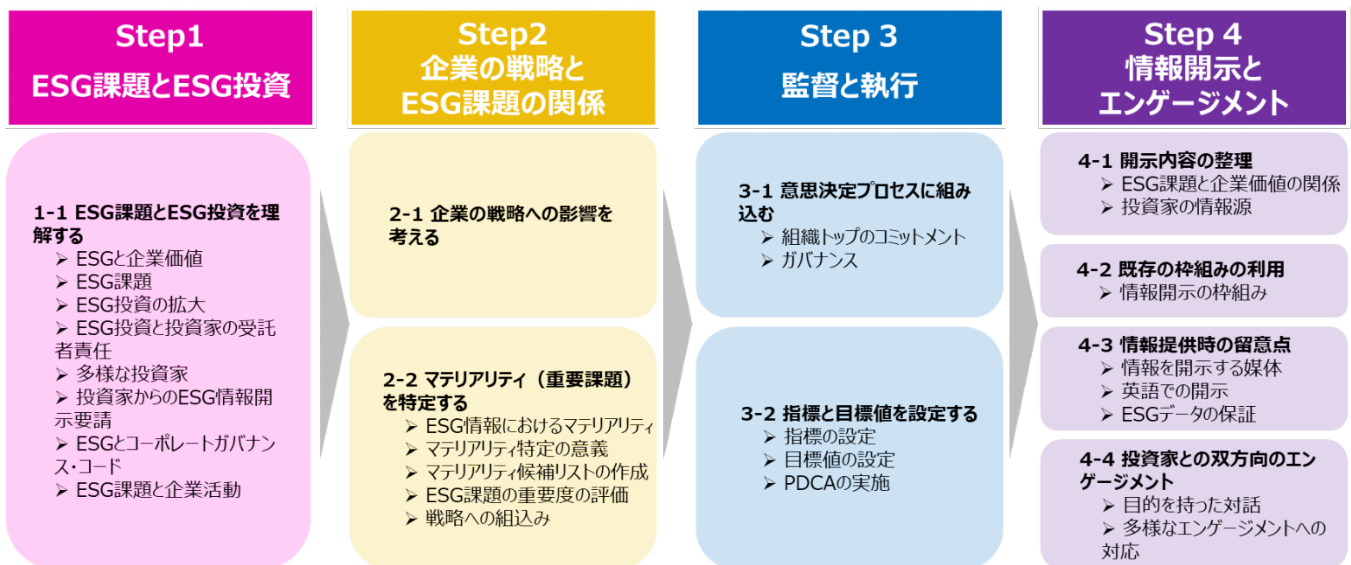 Step1
ESG課題とESG投資
1-1 ESG課題とESG投資を理
解する
➢ ESGと企業価値
➢ ESG課題
➢ ESG投資の拡大
➢ ESG投資と投資家の受託
者責任
➢ 多様な投資家
➢ 投資家からのESG情報開
示要請
➢ ESGとコーポレートガバナン
ス・コード
➢ ESG課題と企業活動
Step2
企業の戦略と
ESG課題の関係
2-1 企業の戦略への影響を
考える
2-2 マテリアリティ（重要課題）
を特定する
➢ ESG情報におけるマテリアリティ
➢ マテリアリティ特定の意義
➢ マテリアリティ候補リストの作成
➢ ESG課題の重要度の評価
➢ 戦略への組込み
Step 3
監督と執行
3-1 意思決定プロセスに組み
込む
➢ 組織トップのコミットメント
➢ ガバナンス
3-2 指標と目標値を設定する
➢ 指標の設定
➢ 目標値の設定
➢ PDCAの実施
Step 4
情報開示と
エンゲージメント
4-1 開示内容の整理
➢ ESG課題と企業価値の関係
➢ 投資家の情報源
4-2 既存の枠組みの利用
➢ 情報開示の枠組み
4-3 情報提供時の留意点
➢ 情報を開示する媒体
➢ 英語での開示
➢ ESGデータの保証
4-4 投資家との双方向のエン
ゲージメント
➢ 目的を持った対話
➢ 多様なエンゲージメントへの
対応